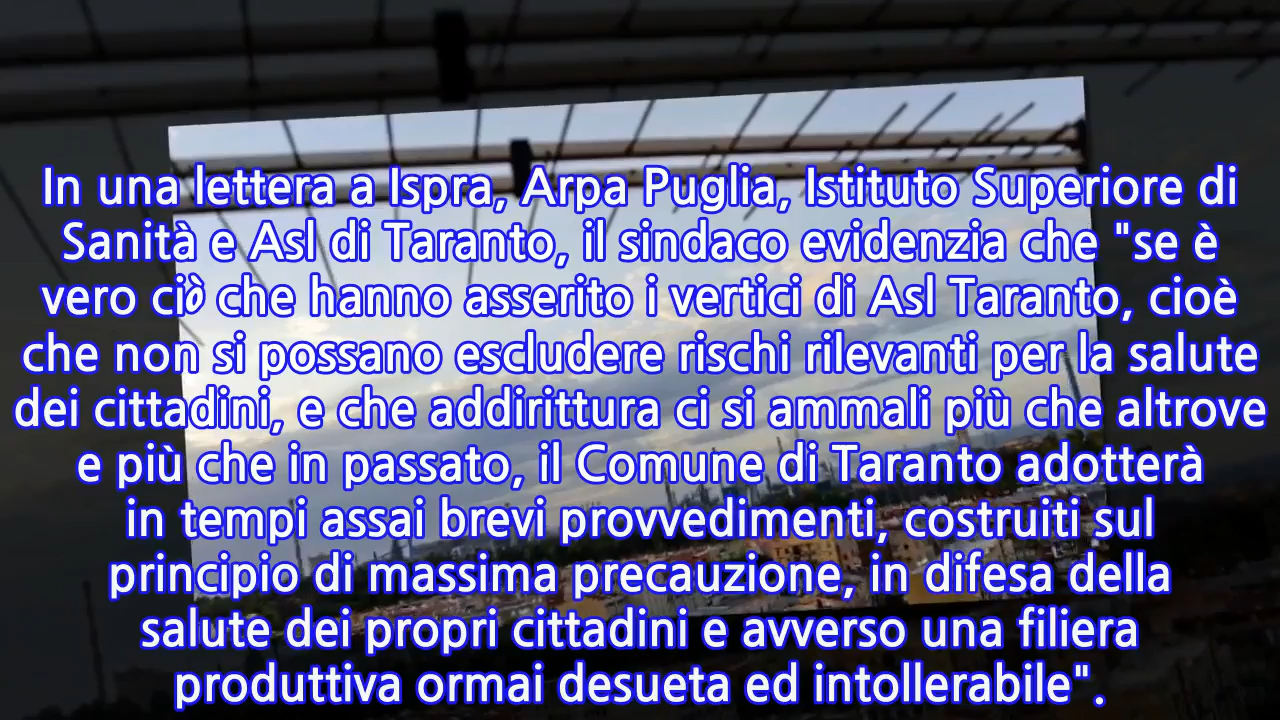 In una lettera a Ispra, Arpa Puglia, Istituto Superiore di
Sanità e Asl di Taranto, il sindaco evidenzia che "se è
vero ciò che hanno asserito i vertici di Asl Taranto, cioè
che non si possano escludere rischi rilevanti per la salute
dei cittadini, e che addirittura ci si ammali più che altrove
e più che in passato, il Comune di Taranto adotterà
in tempi assai brevi provvedimenti, costruiti sul
principio di massima precauzione, in difesa della
salute dei propri cittadini e avverso una filiera
produttiva ormai desueta ed intollerabile".